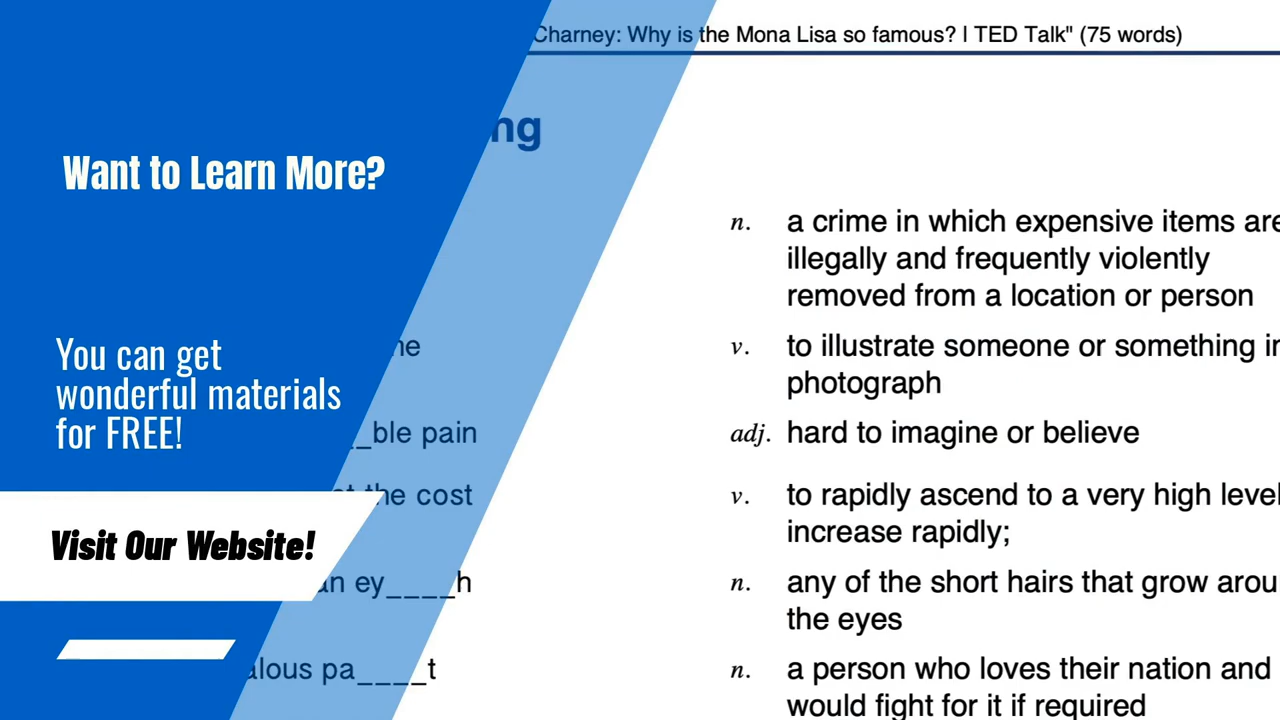 Charney: Why is the Mona Lisa so famous? | TED Talk" (75 words)
ng
Want to Learn More?
You can get
wonderful materials
for FREE!
Visit Our Website!
n. a crime in which expensive items are
illegally and frequently violently
removed from a location or person
v. to illustrate someone or something in
photograph
_ble pain
adj. hard to imagine or believe
the cost
v. to rapidly ascend to a very high level
increase rapidly;
an ey____h
n. any of the short hairs that grow arou
the eyes
alous pa____t
n. a person who loves their nation and
would fight for it if required